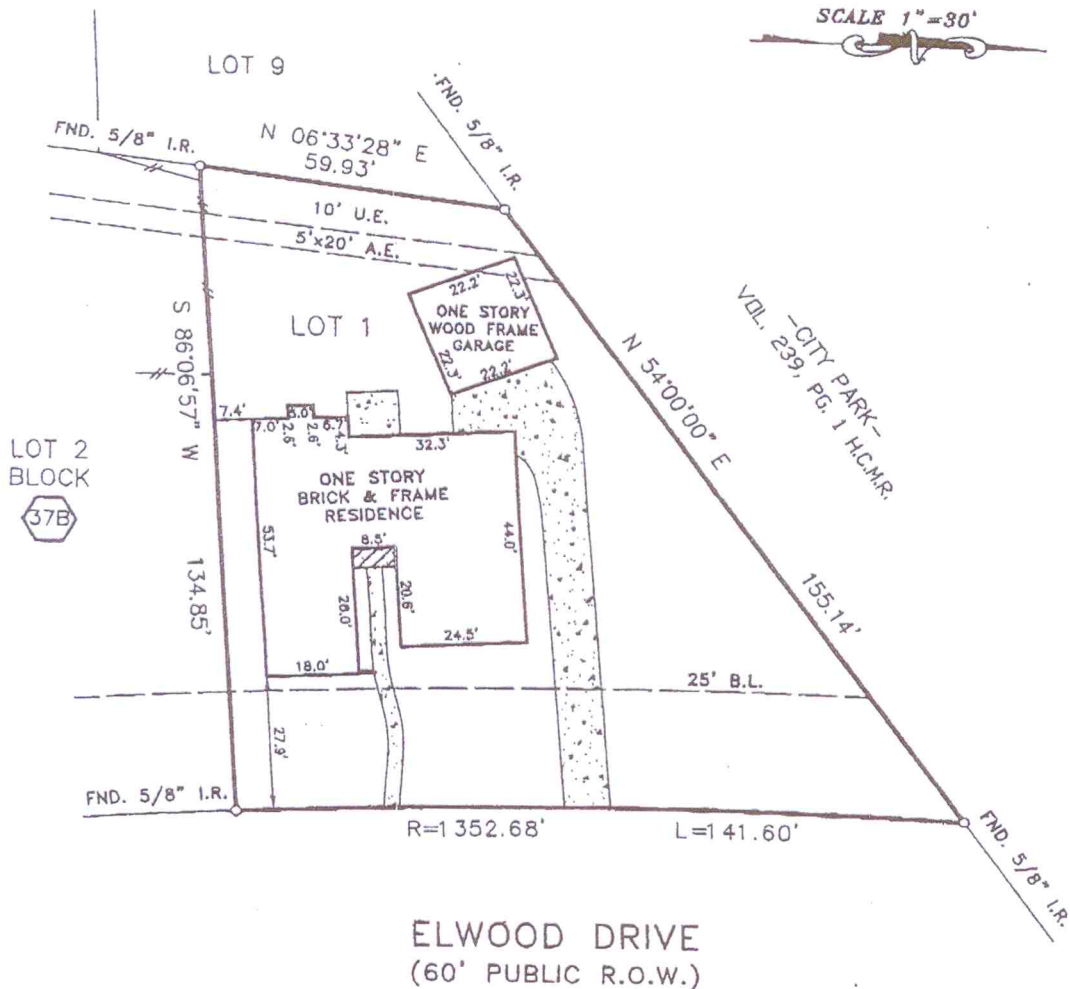 SCALE 1"=30'
LOT 9
FND. 5/8" I.R.
N 06°33'28" E
59.93'
FND. 5/8" I.R.
10' U.E.
5'x20' A.E.
LOT 1
22.2'
22.3'
ONE STORY
WOOD FRAME
GARAGE
22.3'
22.2'
S 86°06'57" W
134.85'
N 54°00'00" E
155.14'
-CITY PARK-
VOL. 239, PG. 1 H.C.M.R.
7.4'
7.0'
2.6'
2.6'
6.7'
4.3'
32.3'
LOT 2
BLOCK
37B
ONE STORY
BRICK & FRAME
RESIDENCE
8.5'
53.7'
44.0'
28.0'
20.6'
24.5'
18.0'
25' B.L.
27.9'
FND. 5/8" I.R.
R=1352.68'
L=141.60'
FND. 5/8" I.R.
ELWOOD DRIVE
(60' PUBLIC R.O.W.)